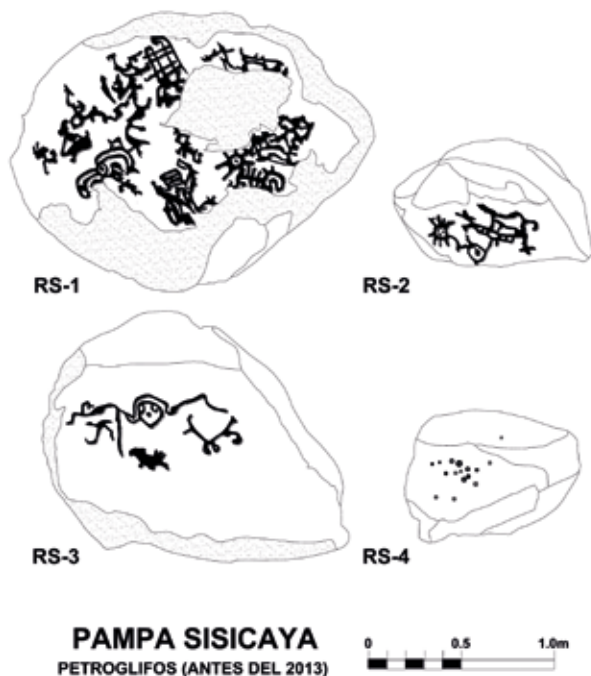 RS-1
RS-2
RS-3
RS-4
PAMPA SISICAYA
PETROGLIFOS (ANTES DEL 2013)
0 0.5 1.0m